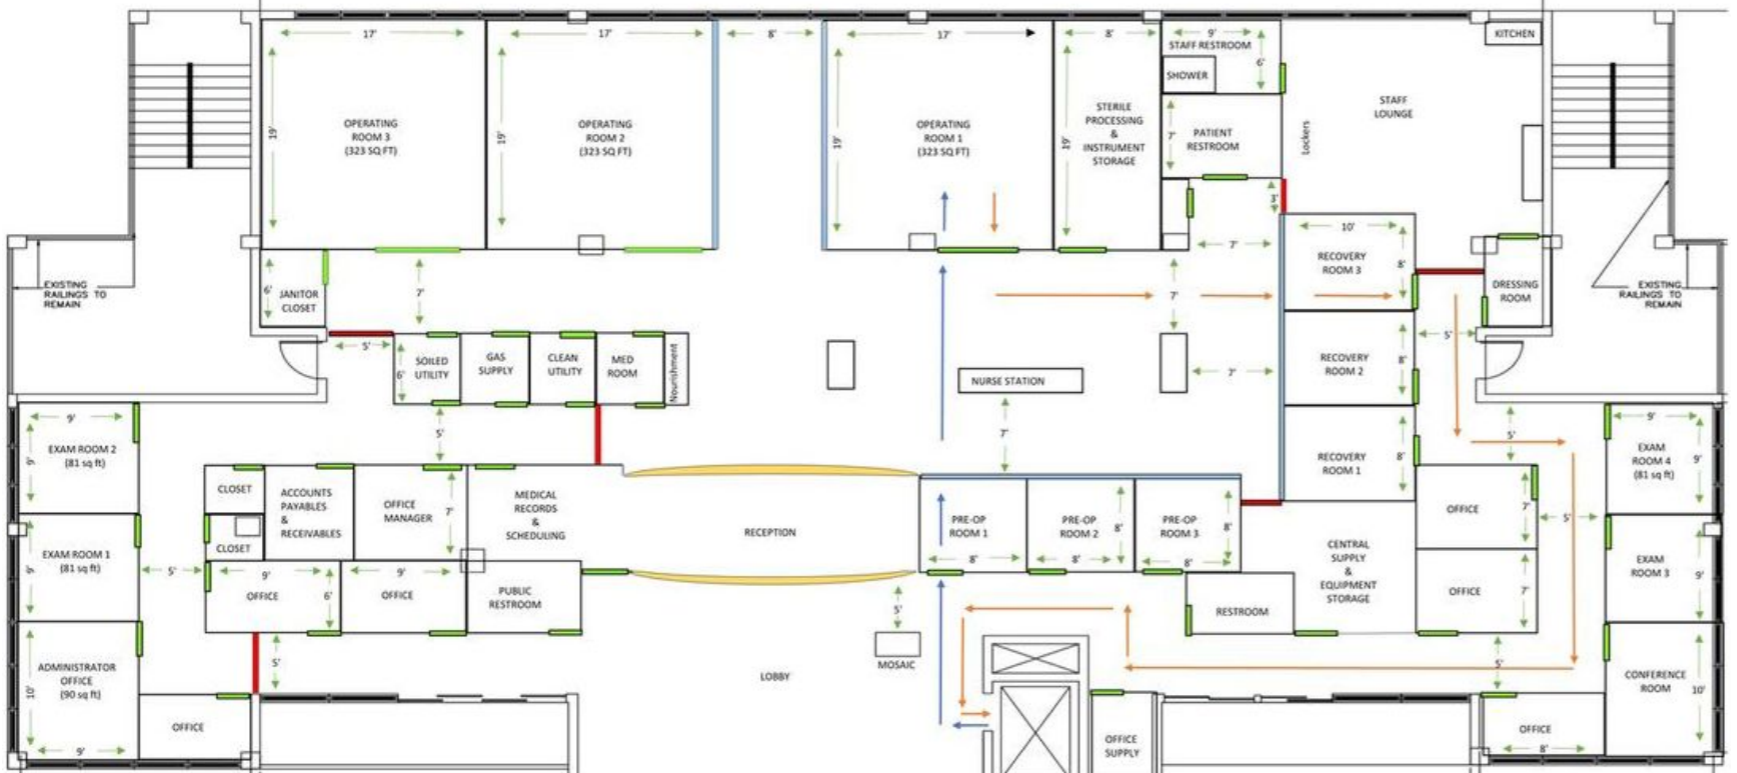 17'
17'
8'
17'
8'
9'
STAFF RESTROOM
6'
SHOWER
KITCHEN
19'
OPERATING
ROOM 3
(323 SQ FT)
19'
OPERATING
ROOM 2
(323 SQ FT)
19'
OPERATING
ROOM 1
(323 SQ FT)
19'
STERILE
PROCESSING
&
INSTRUMENT
STORAGE
7'
PATIENT
RESTROOM
Lockers
STAFF
LOUNGE
3'
7'
10'
RECOVERY
ROOM 3
8'
EXISTING
RAILINGS TO
REMAIN
6'
JANITOR
CLOSET
7'
7'
DRESSING
ROOM
EXISTING
RAILINGS TO
REMAIN
5'
5'
6'
SOILED
UTILITY
GAS
SUPPLY
CLEAN
UTILITY
MED
ROOM
Nourishment
NURSE STATION
7'
RECOVERY
ROOM 2
8'
9'
EXAM ROOM 2
(81 sq ft)
9'
5'
7'
RECOVERY
ROOM 1
8'
5'
9'
EXAM
ROOM 4
(81 sq ft)
9'
CLOSET
ACCOUNTS
PAYABLES
&
RECEIVABLES
OFFICE
MANAGER
7'
MEDICAL
RECORDS
&
SCHEDULING
RECEPTION
PRE-OP
ROOM 1
8'
PRE-OP
ROOM 2
8'
8'
PRE-OP
ROOM 3
8'
8'
OFFICE
7'
5'
EXAM ROOM 1
(81 sq ft)
9'
5'
CLOSET
9'
OFFICE
6'
9'
OFFICE
PUBLIC
RESTROOM
5'
MOSAIC
RESTROOM
CENTRAL
SUPPLY
&
EQUIPMENT
STORAGE
OFFICE
7'
EXAM
ROOM 3
9'
ADMINISTRATOR
OFFICE
(90 sq ft)
10'
9'
5'
OFFICE
LOBBY
OFFICE
SUPPLY
5'
OFFICE
8'
CONFERENCE
ROOM
10'